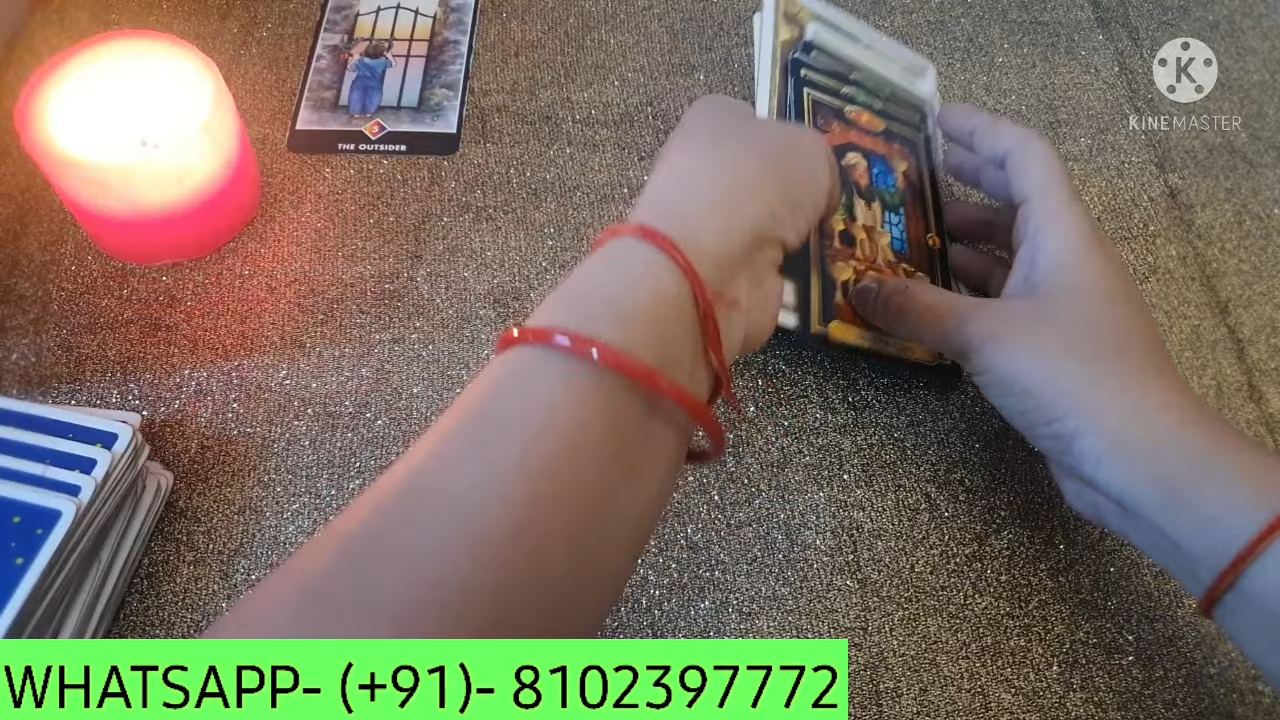 THE OUTSIDER
K
KINEMASTER
WHATSAPP- (+91)- 8102397772